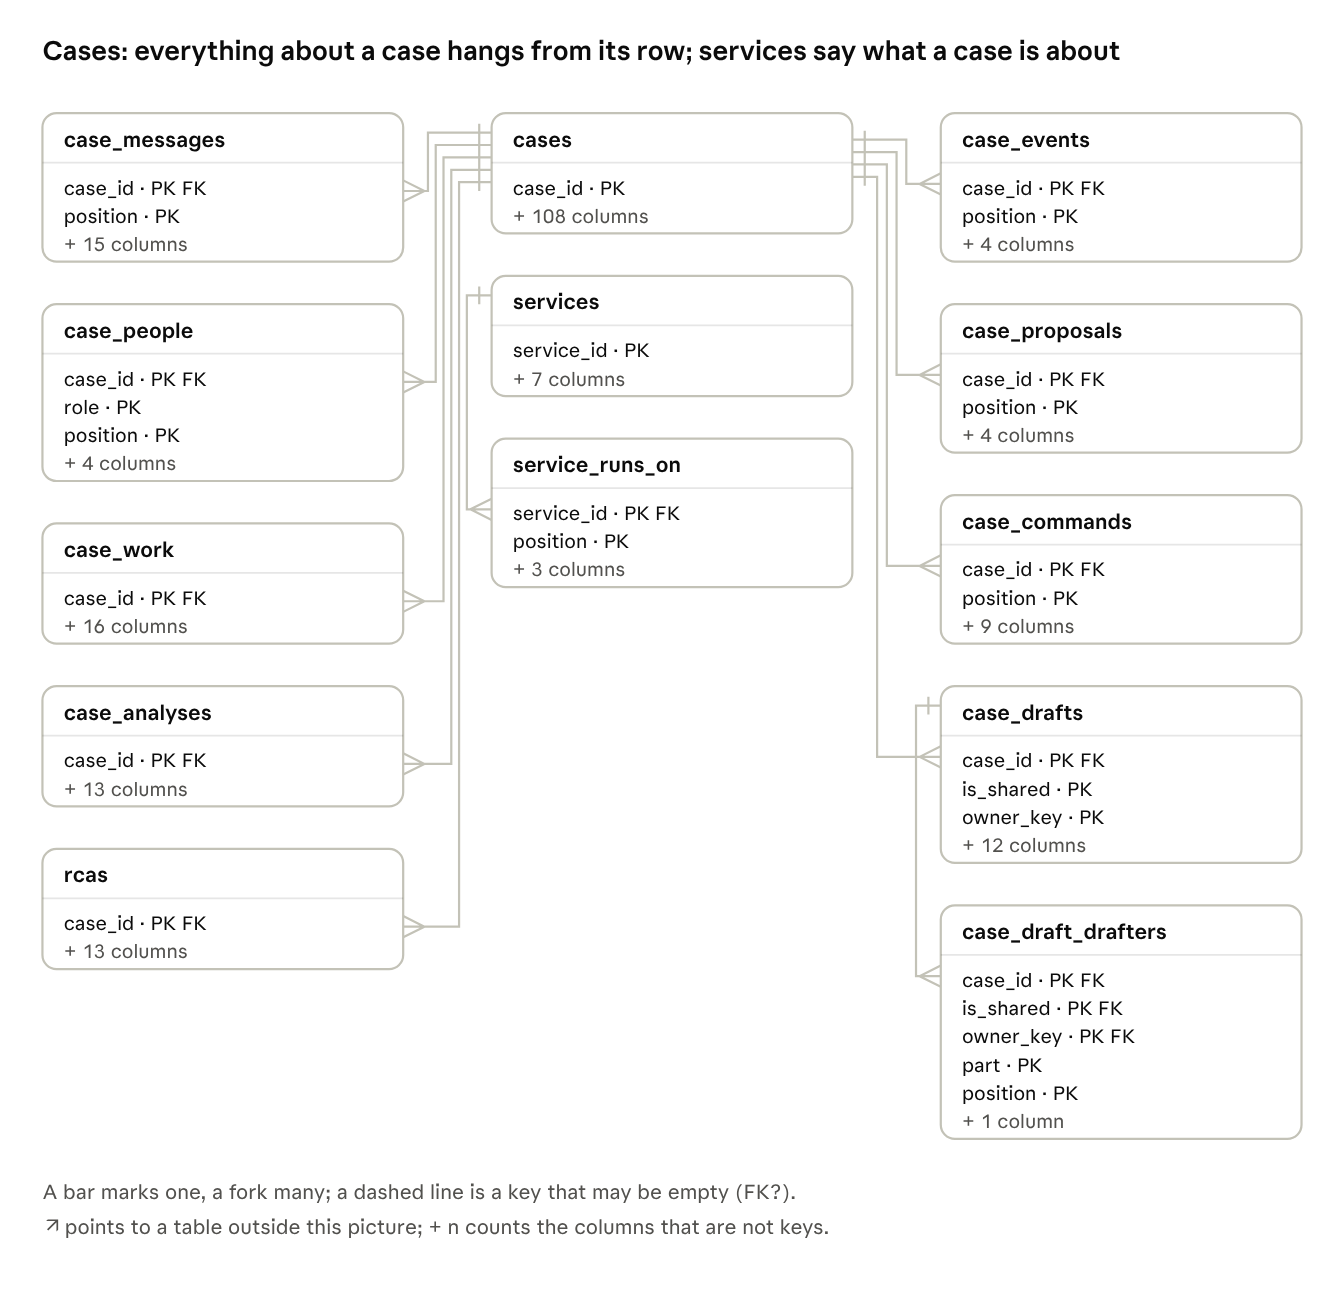 Cases: everything about a case hangs from its row; services say what a case is about
case_messages
case_id · PK FK
position · PK
+ 15 columns
case_people
case_id · PK FK
role · PK
position · PK
+ 4 columns
case_work
case_id · PK FK
+ 16 columns
case_analyses
case_id · PK FK
+ 13 columns
rcas
case_id · PK FK
+ 13 columns
cases
case_id · PK
+ 108 columns
services
service_id · PK
+ 7 columns
service_runs_on
service_id · PK FK
position · PK
+ 3 columns
case_events
case_id · PK FK
position · PK
+ 4 columns
case_proposals
case_id · PK FK
position · PK
+ 4 columns
case_commands
case_id · PK FK
position · PK
+ 9 columns
case_drafts
case_id · PK FK
is_shared · PK
owner_key · PK
+ 12 columns
case_draft_drafters
case_id · PK FK
is_shared · PK FK
owner_key · PK FK
part · PK
position · PK
+ 1 column
A bar marks one, a fork many; a dashed line is a key that may be empty (FK?).
↗ points to a table outside this picture; + n counts the columns that are not keys.